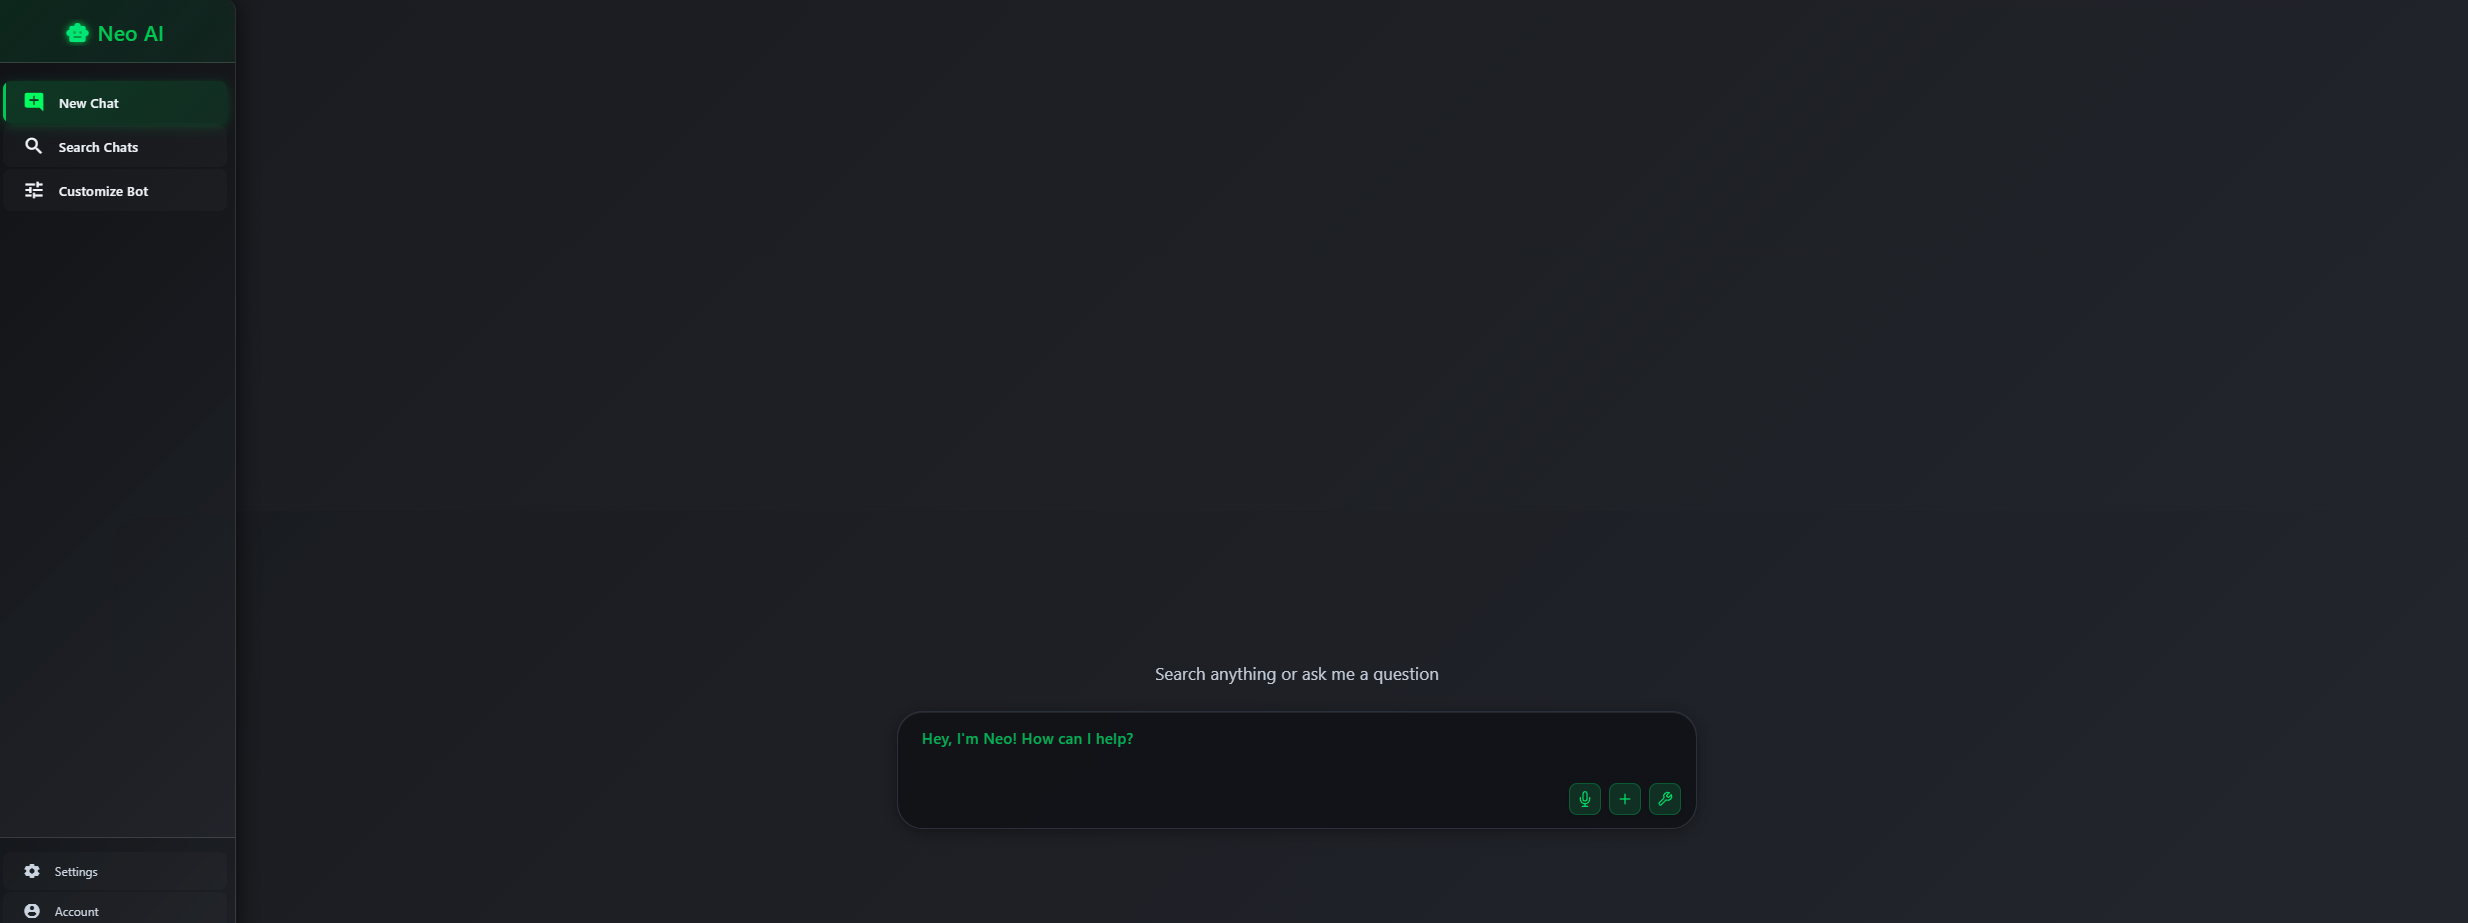 Neo AI
New Chat
Search Chats
Customize Bot
Search anything or ask me a question
Hey, I'm Neo! How can I help?
Settings
Account